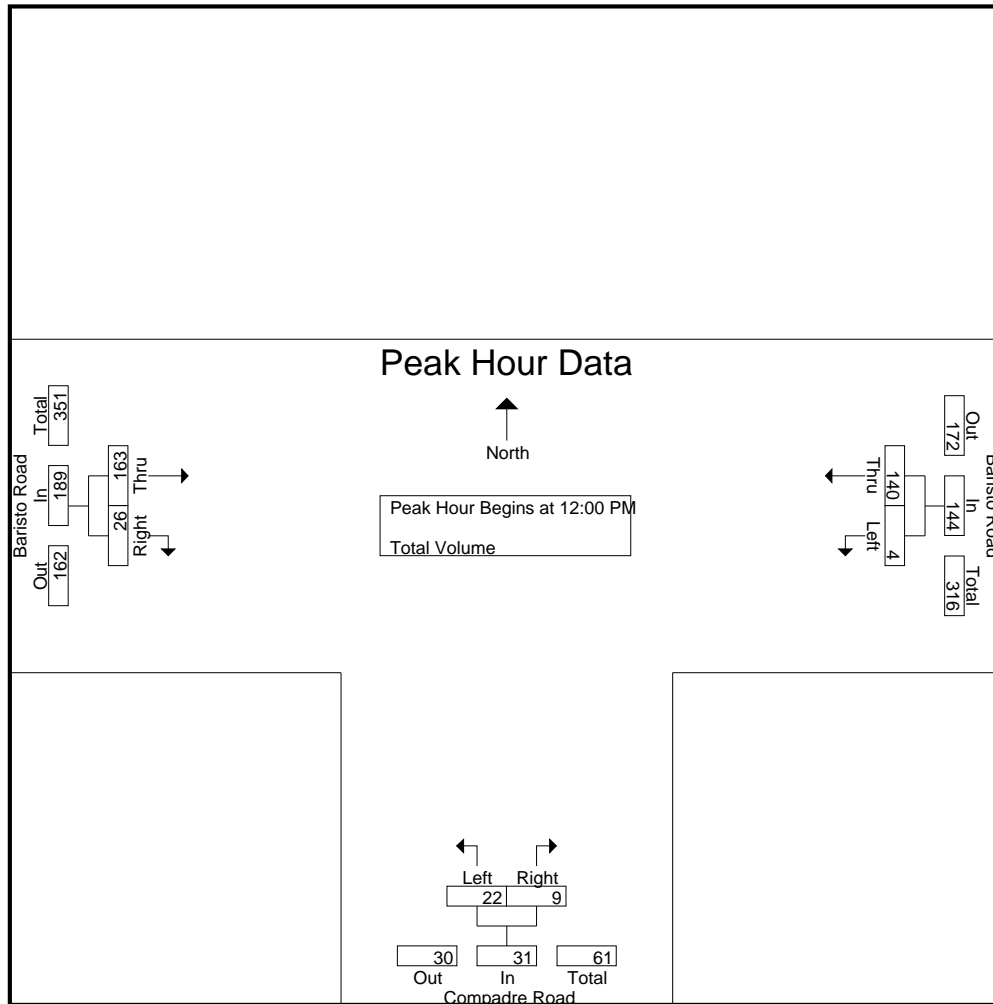 Peak Hour Data
North
Peak Hour Begins at 12:00 PM
Total Volume
Total
351
In
189
Out
162
Baristo Road
163
Thru
26
Right
Out
172
In
144
Total
316
Baristo Road
Thru
140
Left
4
Left Right
22 9
30 31 61
Out In Total
Compadre Road